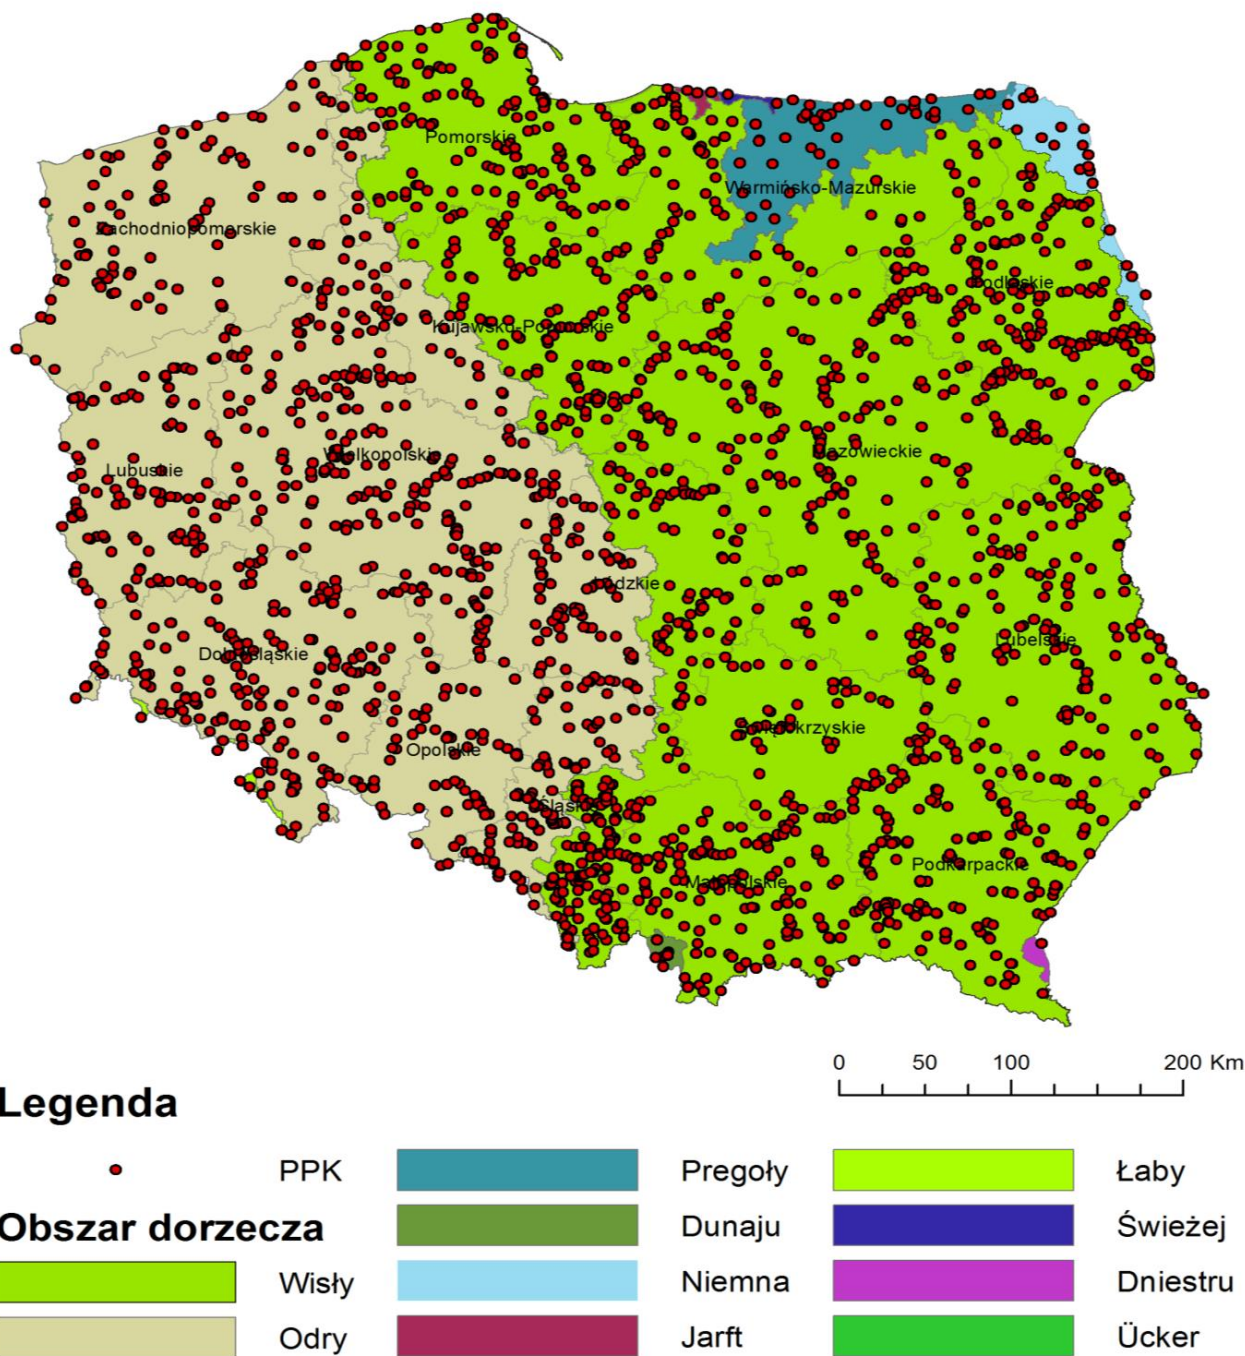 Pomorskie
Warmińsko-Mazurskie
Zachodniopomorskie
Podlaskie
Kujawsko-Pomorskie
Mazowieckie
Wielkopolskie
Lubuskie
Łódzkie
Lubelskie
Dolnośląskie
Świętokrzyskie
Opolskie
Śląskie
Podkarpackie
Małopolskie
0 50 100 200 Km
Legenda
PPK Pregoły Łaby
Obszar dorzecza Dunaju Świeżej
Wisły Niemna Dniestru
Odry Jarft Ücker